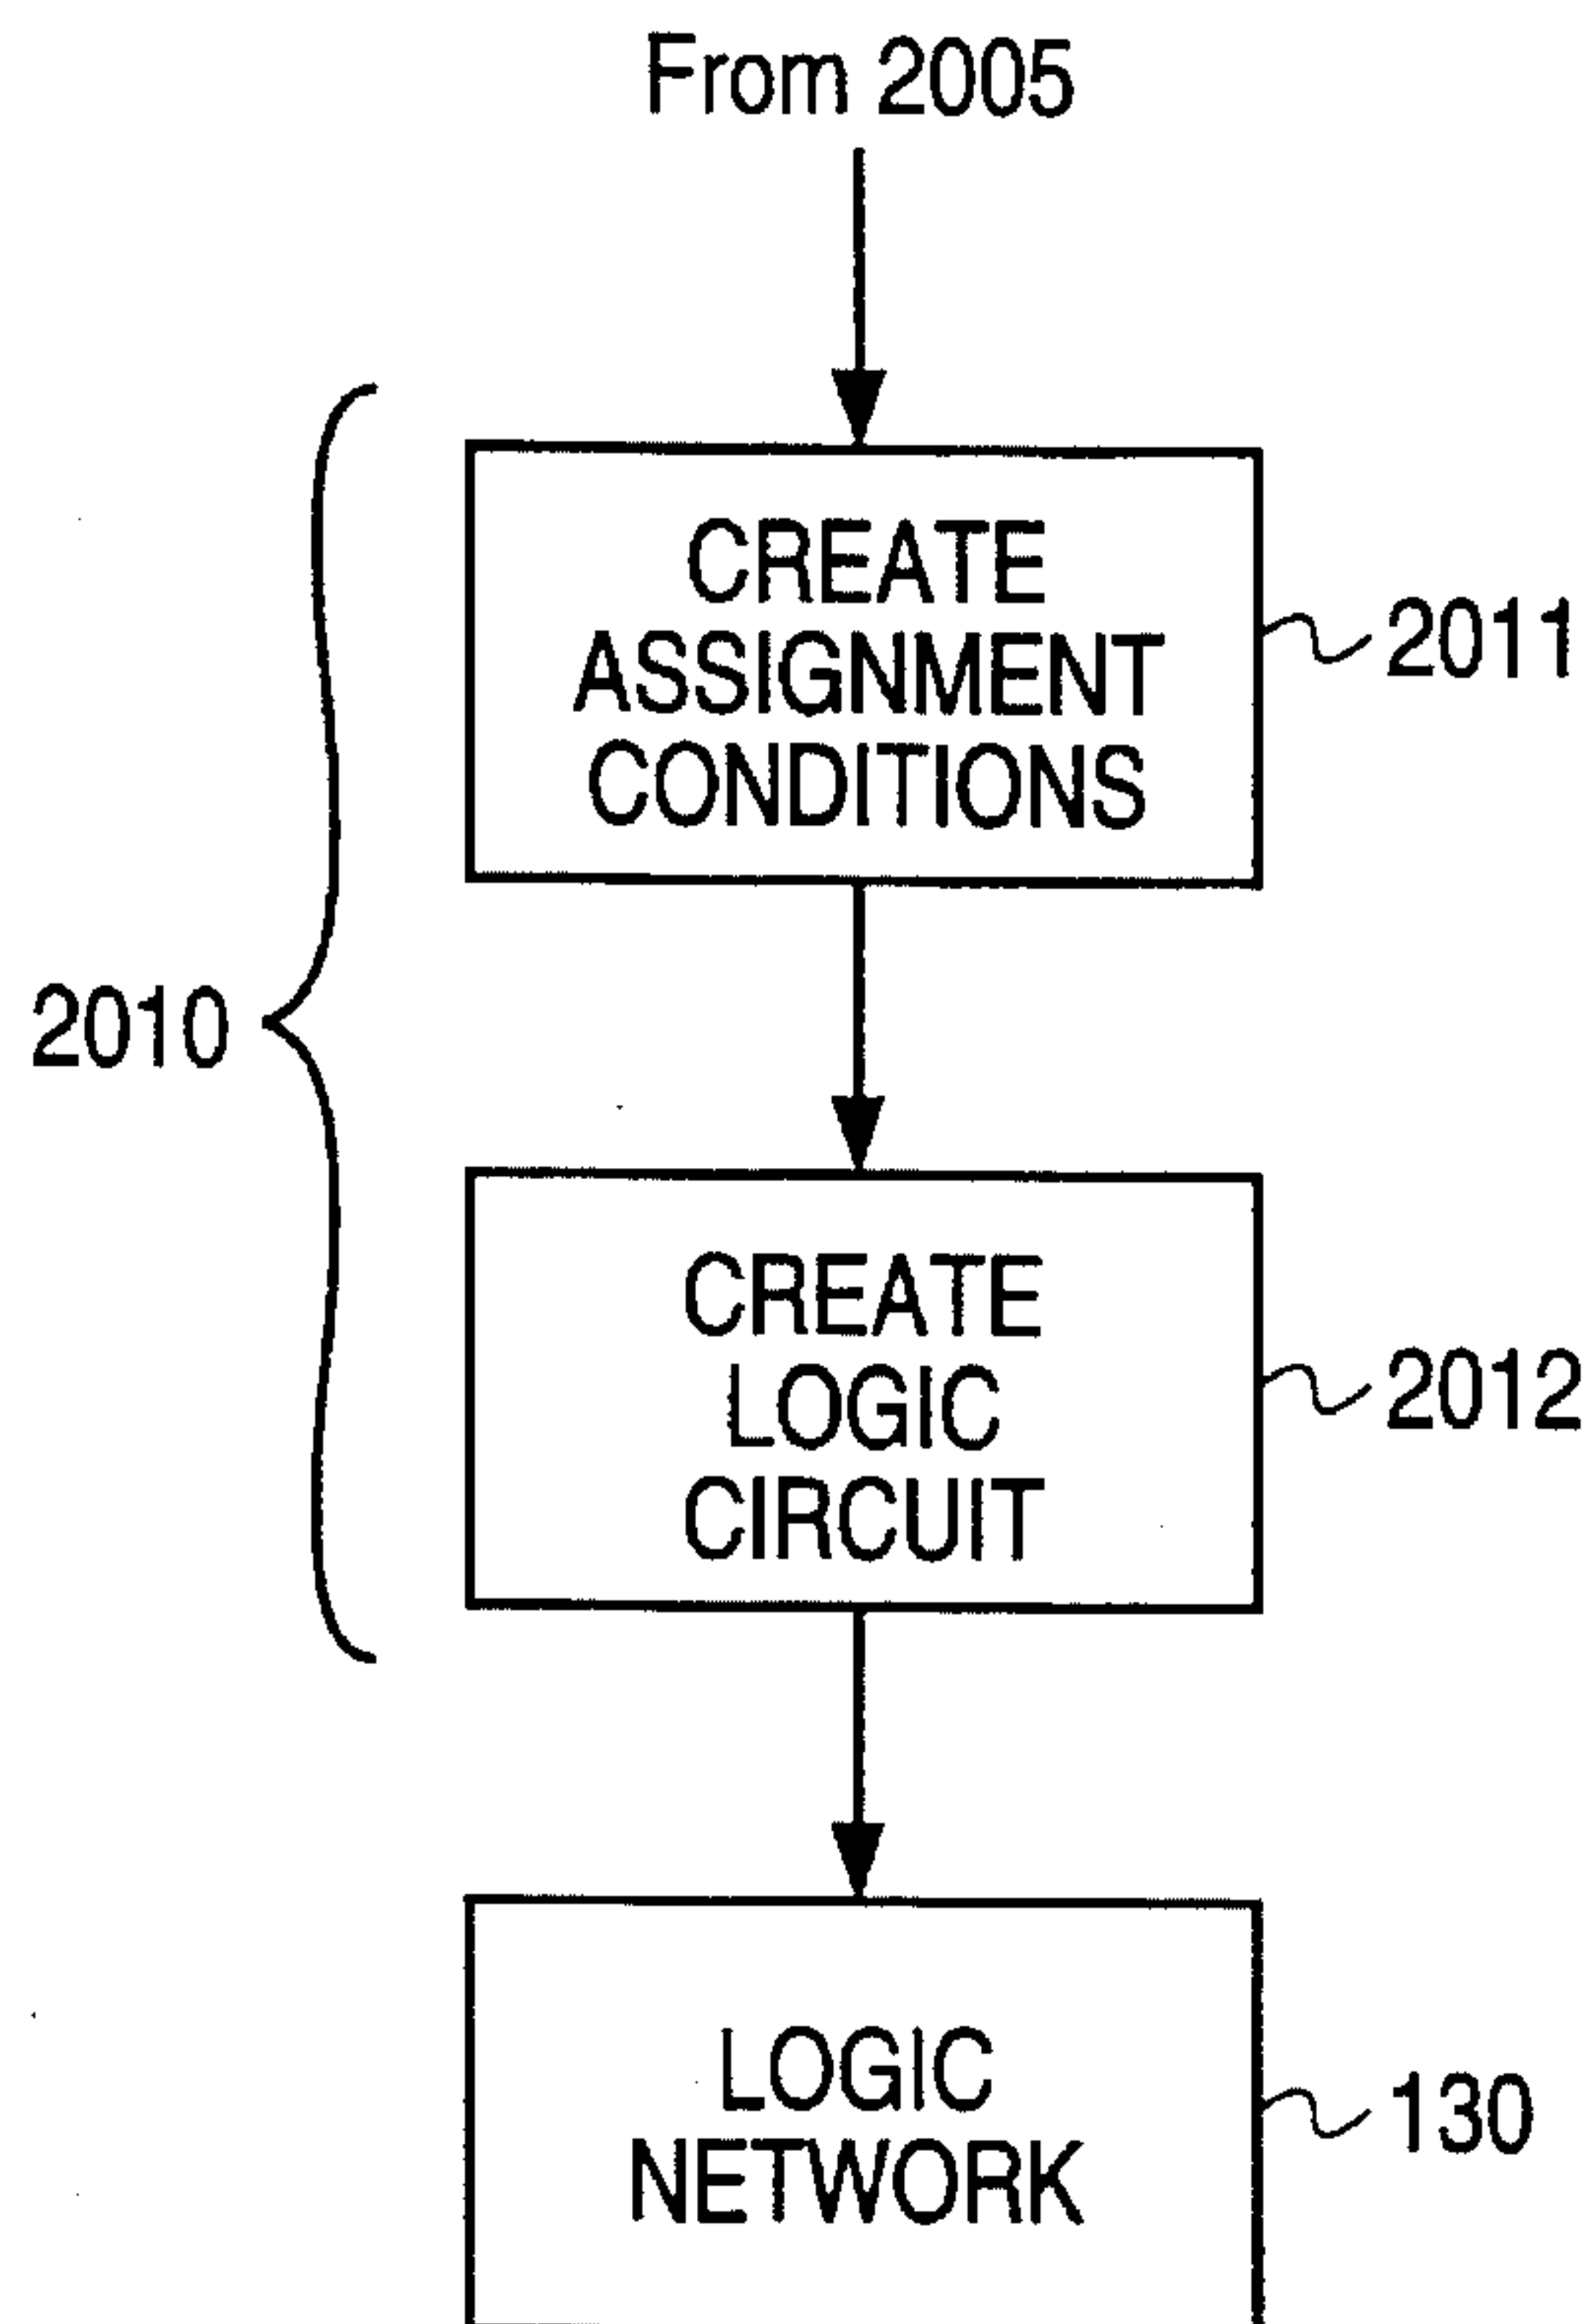 From 2005
CREATE
ASSIGNMENT
CONDITIONS
2011
2010
CREATE
LOGIC
CIRCUIT
2012
LOGIC
NETWORK
130